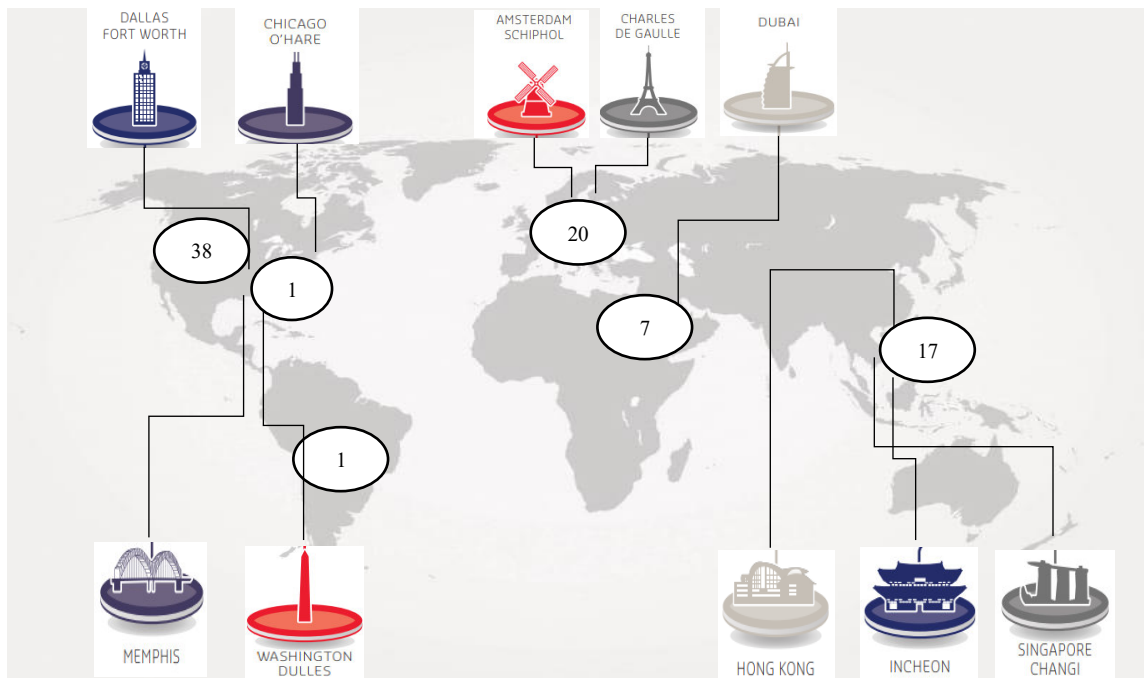 DALLAS
FORT WORTH
CHICAGO
O'HARE
AMSTERDAM
SCHIPHOL
CHARLES
DE GAULLE
DUBAI
38
1
20
7
17
1
MEMPHIS
WASHINGTON
DULLES
HONG KONG
INCHEON
SINGAPORE
CHANGI